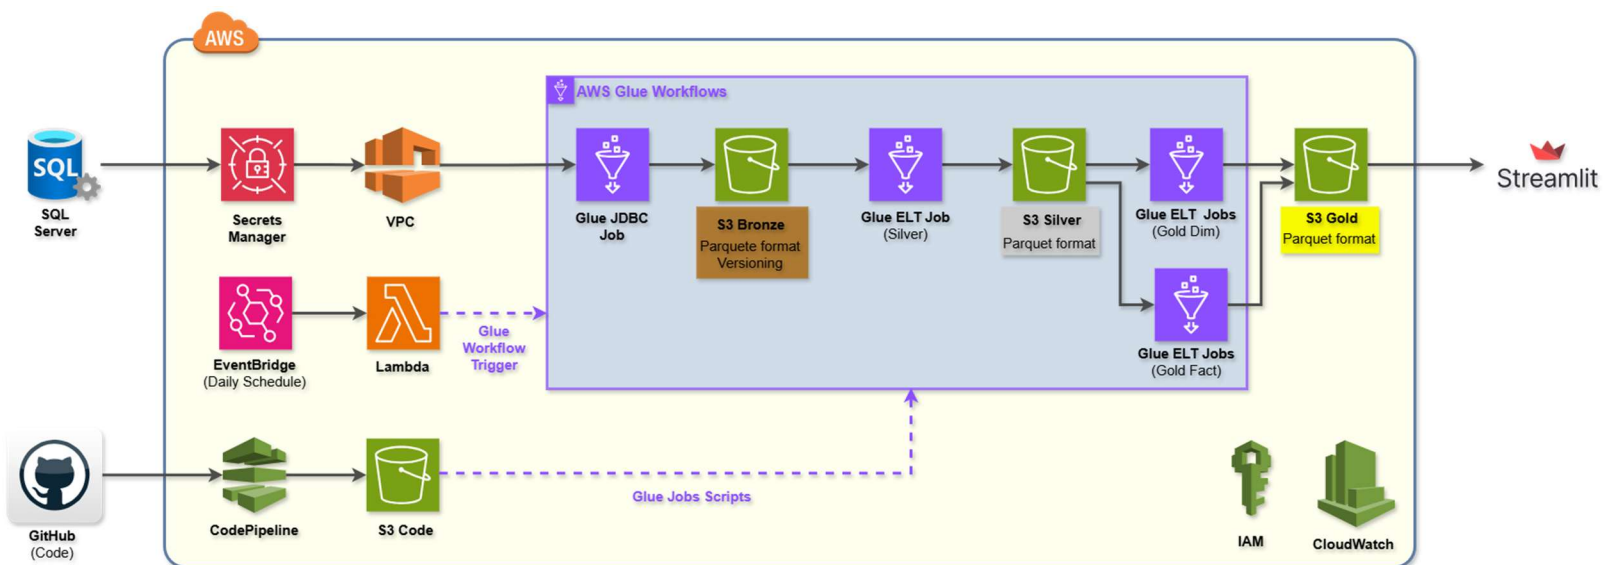 AWS
AWS Glue Workflows
SQL
SQL
Server
Secrets
Manager
VPC
Glue JDBC
Job
S3 Bronze
Parquete format
Versioning
Glue ELT Job
(Silver)
S3 Silver
Parquet format
Glue ELT  Jobs
(Gold Dim)
S3 Gold
Parquet format
Streamlit
EventBridge
(Daily Schedule)
Lambda
Glue
Workflow
Trigger
Glue ELT Jobs
(Gold Fact)
GitHub
(Code)
CodePipeline
S3 Code
Glue Jobs Scripts
IAM
CloudWatch